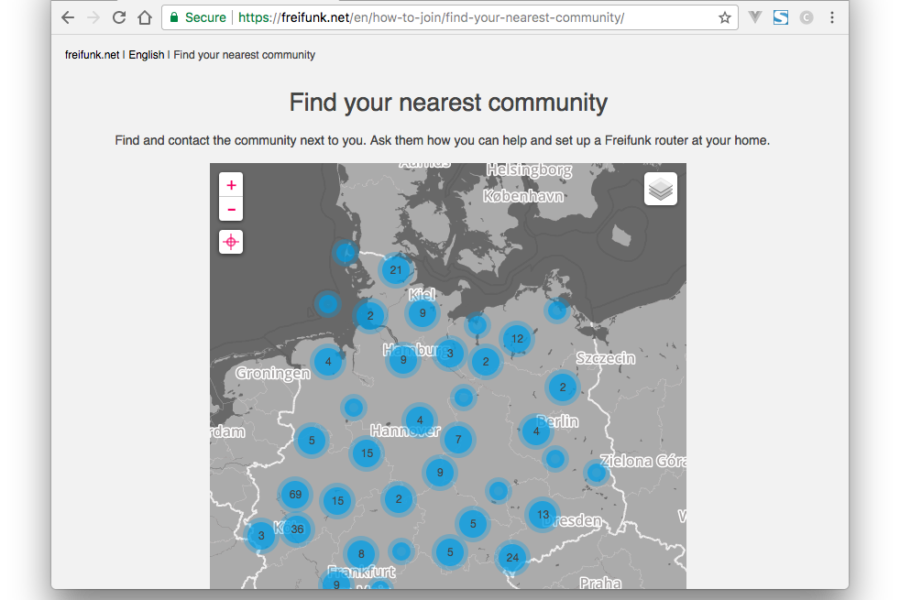 Secure | https://freifunk.net/en/how-to-join/find-your-nearest-community/
freifunk.net | English | Find your nearest community
Find your nearest community
Find and contact the community next to you. Ask them how you can help and set up a Freifunk router at your home.
Helsingborg
+
København
−
21
Kiel
2
9
12
Hamburg
3
Szczecin
4
9
2
Groningen
2
4
Berlin
Hannover
4
5
7
15
Zielona Góra
9
69
15
2
13
Dresden
5
36
3
8
5
24
Frankfurt
9
Praha